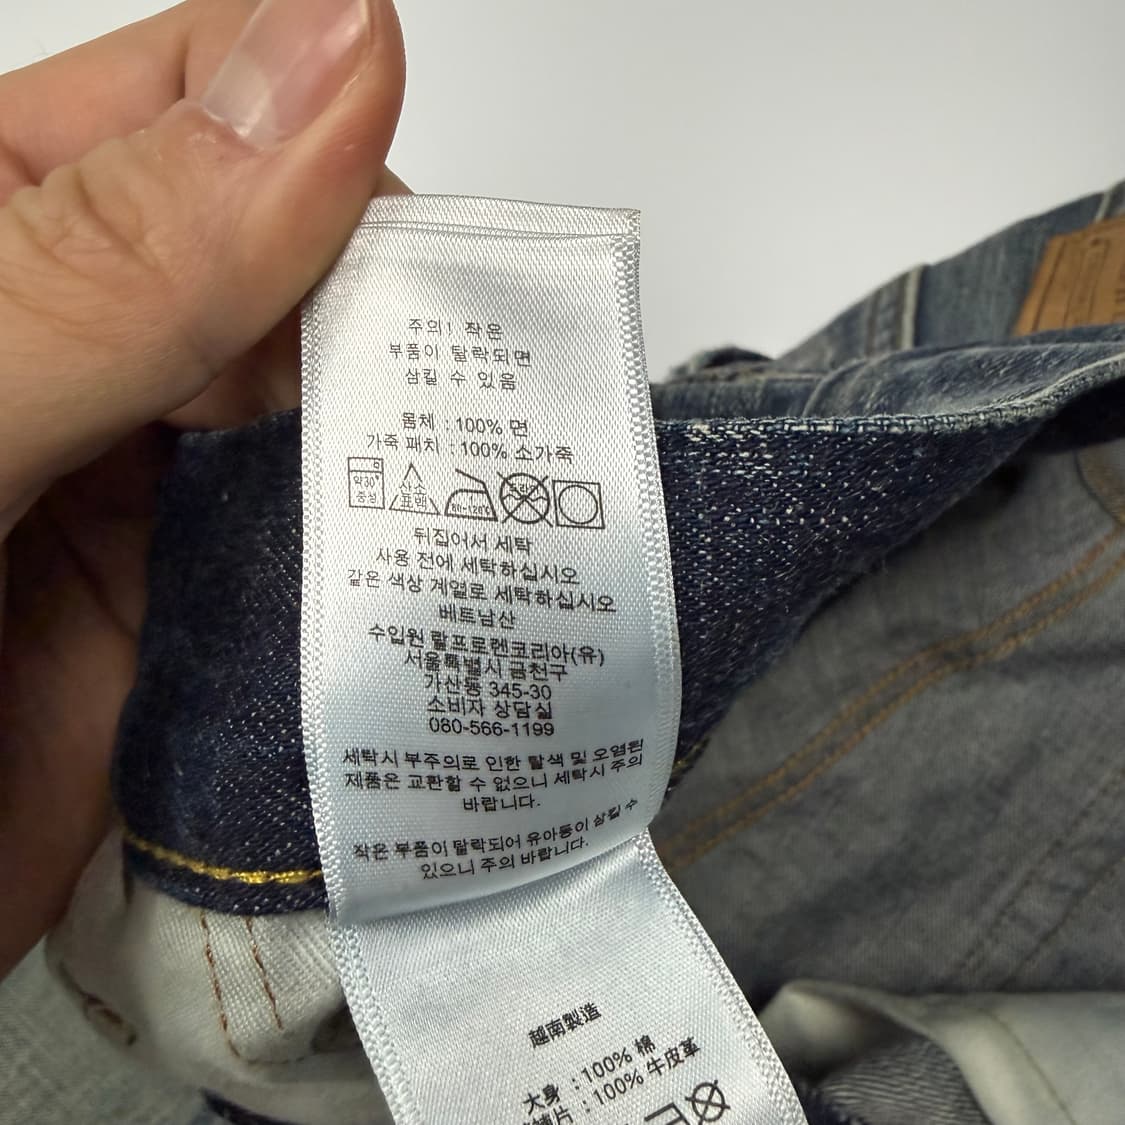 주의! 작은
부품이 탈락되면
삼킬 수 있음
몸체 : 100% 면
가죽 패치 : 100% 소가죽
약30°
중성
80~120℃
뒤집어서 세탁
사용 전에 세탁하십시오
같은 색상 계열로 세탁하십시오
베트남산
수입원 랄프로렌코리아(유)
서울특별시 금천구
가산동 345-30
소비자 상담실
080-566-1199
세탁시 부주의로 인한 탈색 및 오염된
제품은 교환할 수 없으니 세탁시 주의
바랍니다.
작은 부품이 탈락되어 유아등이 삼킬 수
있으니 주의 바랍니다.
越南製造
大身 : 100% 棉
片 : 100% 牛皮革